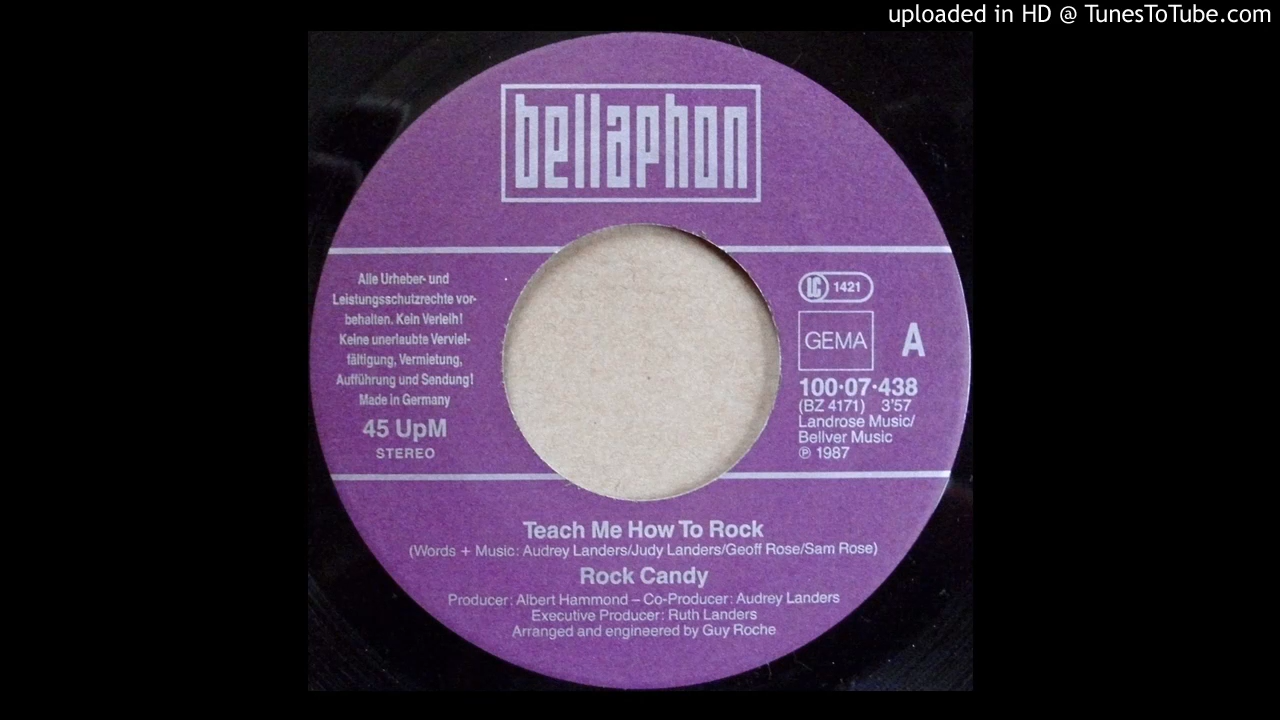 uploaded in HD @ TunesToTube.com
bellaphon
Alle Urheber- und
Leistungsschutzrechte vor-
behalten. Kein Verleih!
Keine unerlaubte Verviel-
fältigung, Vermietung,
Aufführung und Sendung!
Made in Germany
45 UpM
STEREO
LC 1421
GEMA
A
100·07·438
(BZ 4171) 3'57
Landrose Music/
Bellver Music
℗ 1987
Teach Me How To Rock
(Words + Music: Audrey Landers/Judy Landers/Geoff Rose/Sam Rose)
Rock Candy
Producer: Albert Hammond – Co-Producer: Audrey Landers
Executive Producer: Ruth Landers
Arranged and engineered by Guy Roche